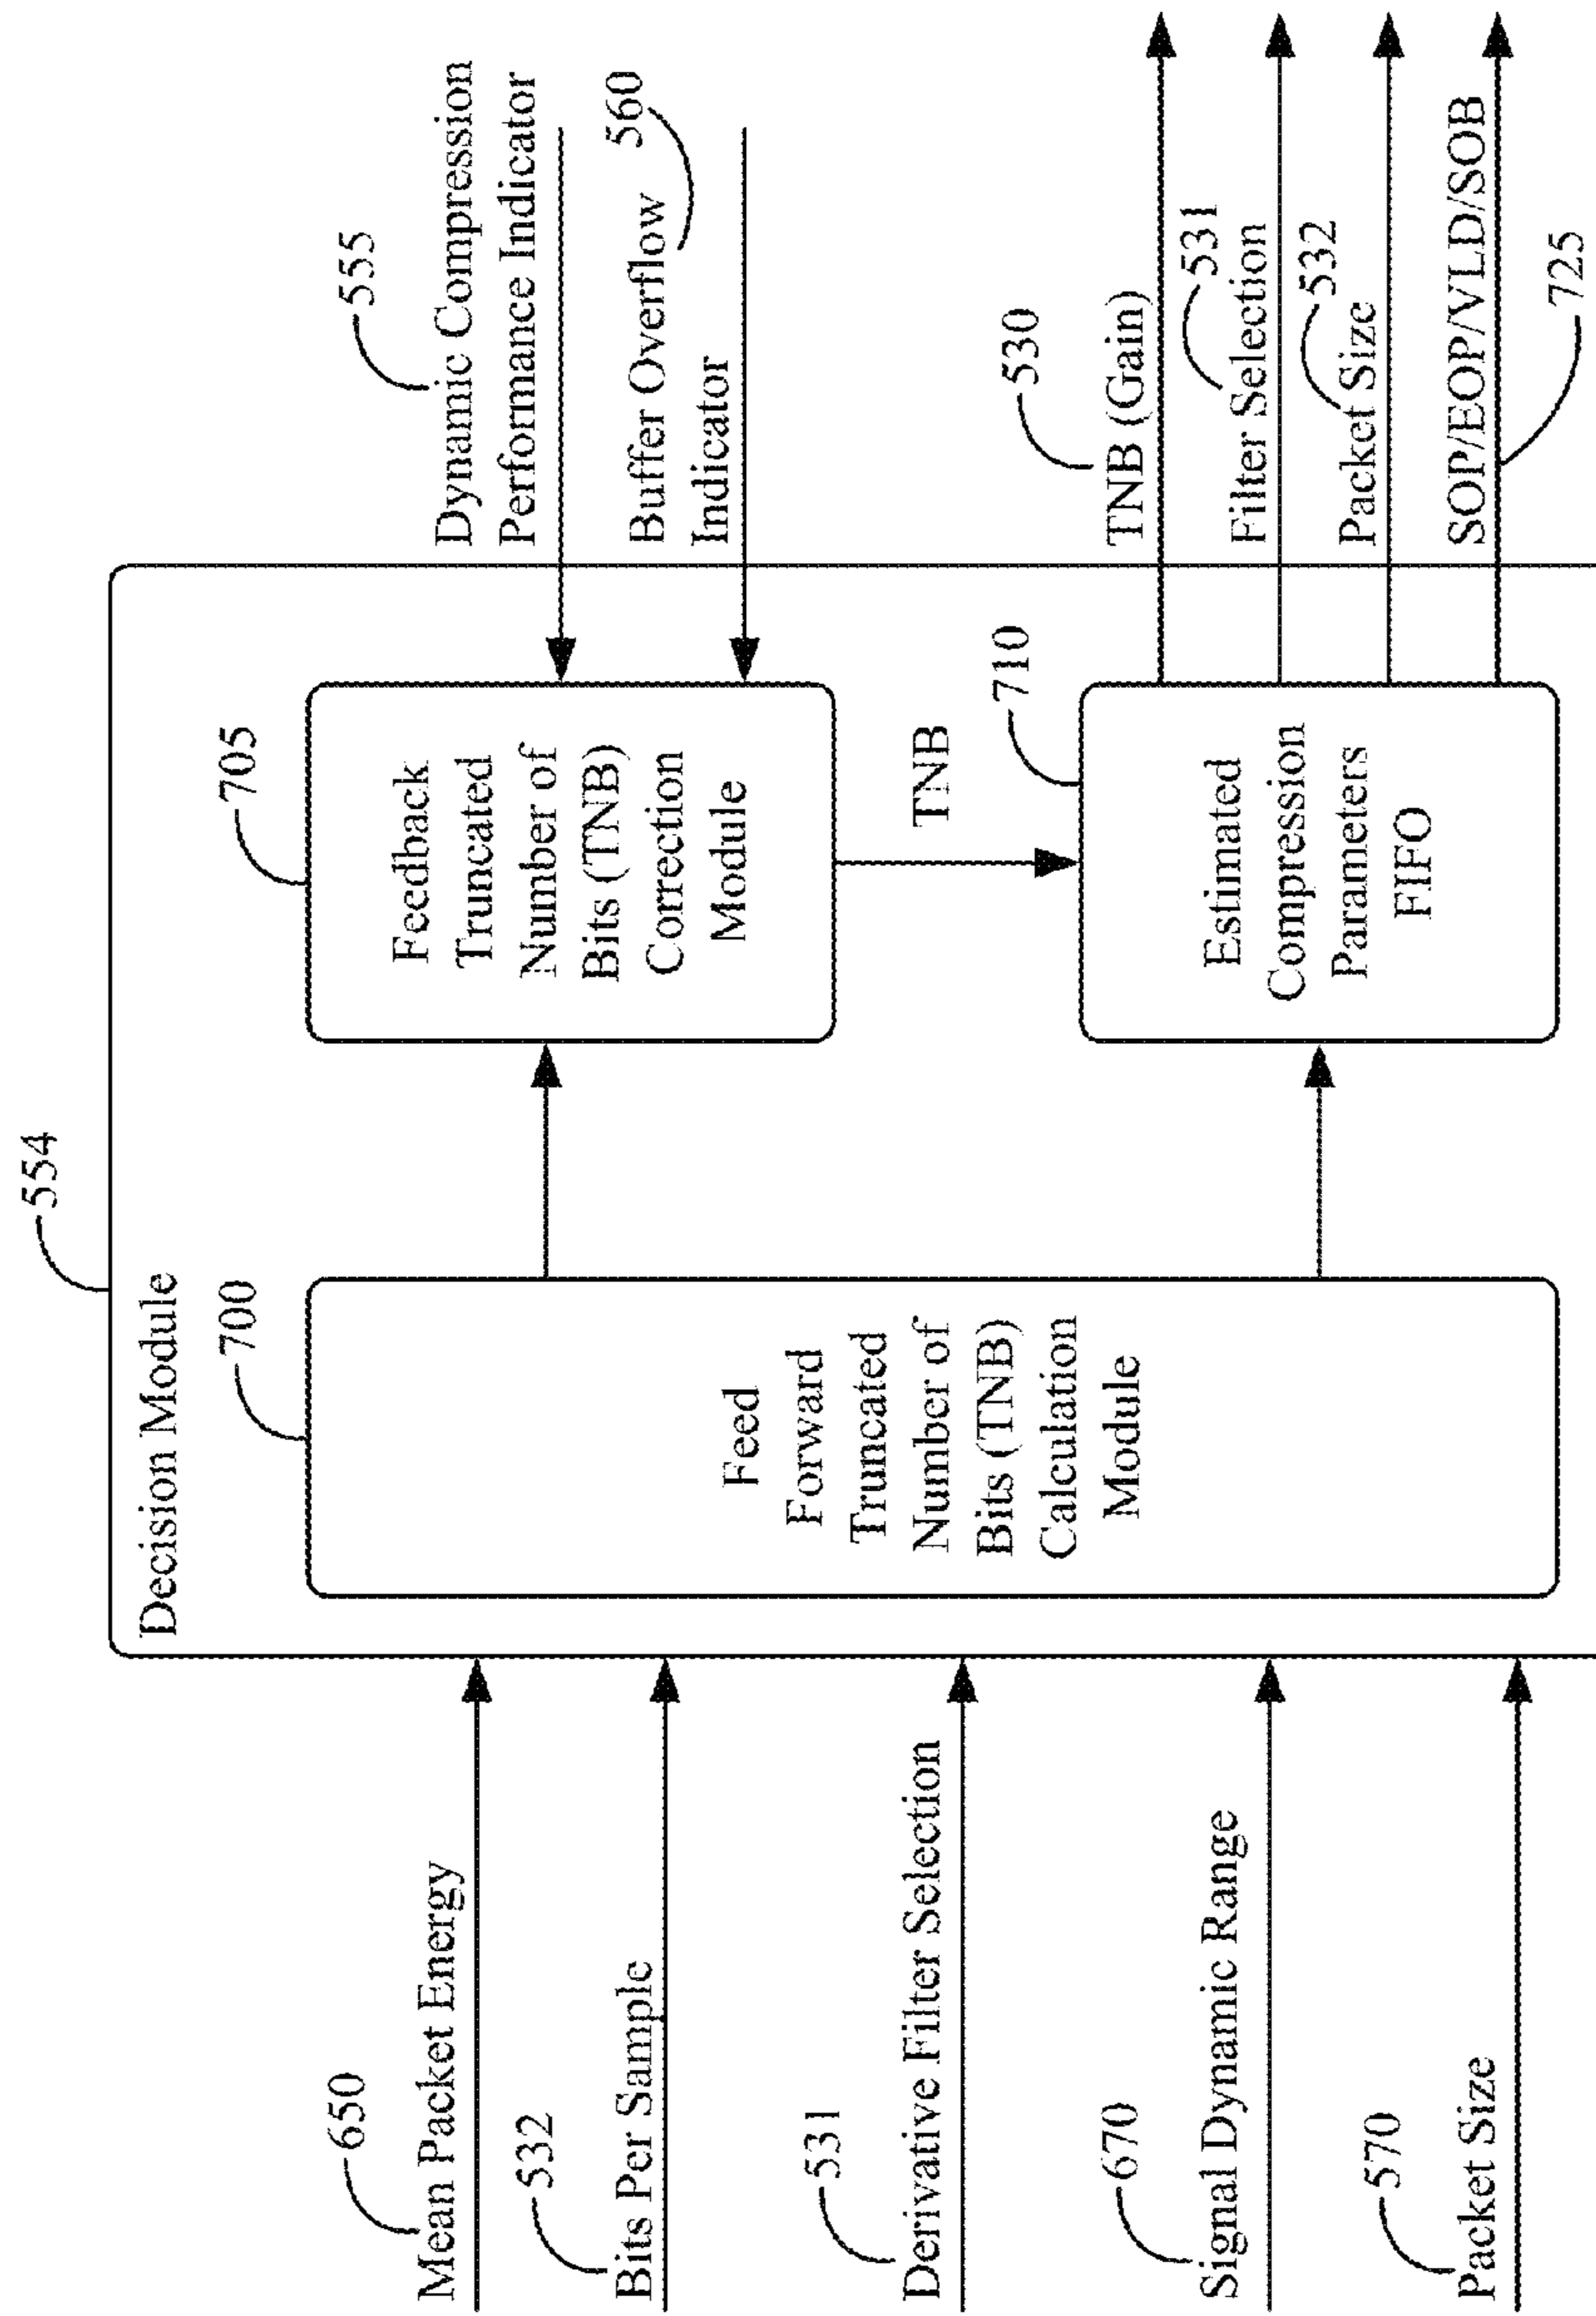 554
Decision Module
650
Mean Packet Energy
532
Bits Per Sample
531
Derivative Filter Selection
670
Signal Dynamic Range
570
Packet Size
700
Feed
Forward
Truncated
Number of
Bits (TNB)
Calculation
Module
705
Feedback
Truncated
Number of
Bits (TNB)
Correction
Module
TNB
710
Estimated
Compression
Parameters
FIFO
555
Dynamic Compression
Performance Indicator
Buffer Overflow 560
Indicator
530
TNB (Gain)
531
Filter Selection
532
Packet Size
SOP/EOP/VLD/SOB
725